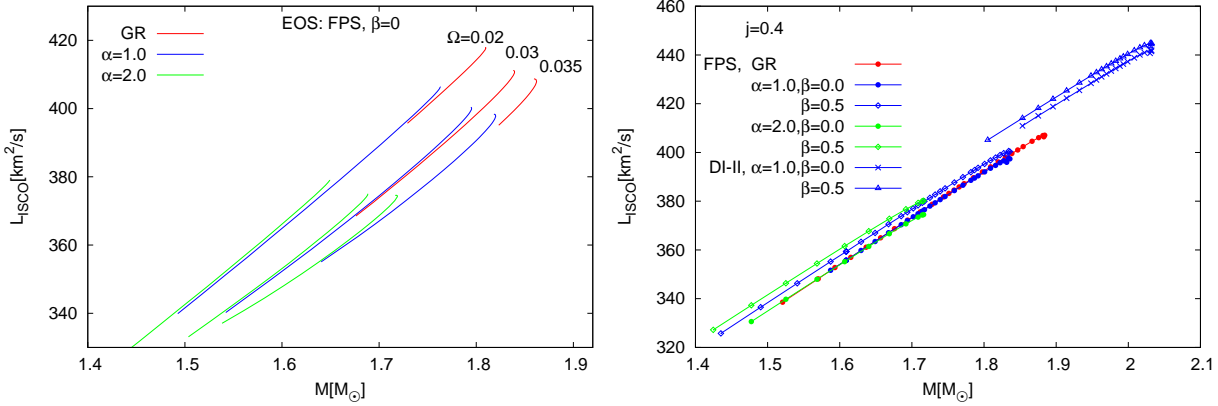 EOS: FPS, β=0
GR
α=1.0
α=2.0
Ω=0.02
0.03
0.035
L_ISCO[km²/s]
420
400
380
360
340
1.4 1.5 1.6 1.7 1.8 1.9
M[M_⊙]
j=0.4
FPS, GR
α=1.0,β=0.0
β=0.5
α=2.0,β=0.0
β=0.5
DI-II, α=1.0,β=0.0
β=0.5
L_ISCO[km²/s]
460
440
420
400
380
360
340
320
1.4 1.5 1.6 1.7 1.8 1.9 2 2.1
M[M_⊙]